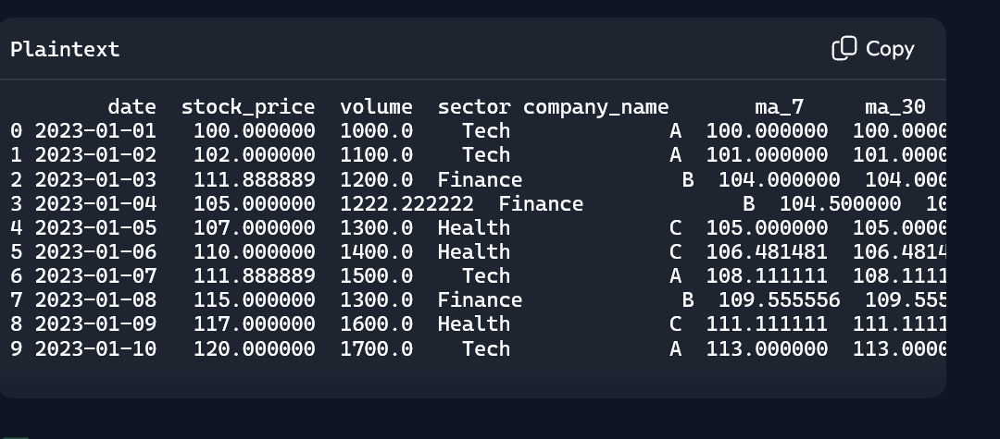 Plaintext
Copy
date stock_price volume sector company_name ma_7 ma_30
0 2023-01-01 100.000000 1000.0 Tech A 100.000000 100.0000
1 2023-01-02 102.000000 1100.0 Tech A 101.000000 101.0000
2 2023-01-03 111.888889 1200.0 Finance B 104.000000 104.000
3 2023-01-04 105.000000 1222.222222 Finance B 104.500000 10
4 2023-01-05 107.000000 1300.0 Health C 105.000000 105.0000
5 2023-01-06 110.000000 1400.0 Health C 106.481481 106.4814
6 2023-01-07 111.888889 1500.0 Tech A 108.111111 108.1111
7 2023-01-08 115.000000 1300.0 Finance B 109.555556 109.555
8 2023-01-09 117.000000 1600.0 Health C 111.111111 111.1111
9 2023-01-10 120.000000 1700.0 Tech A 113.000000 113.0000